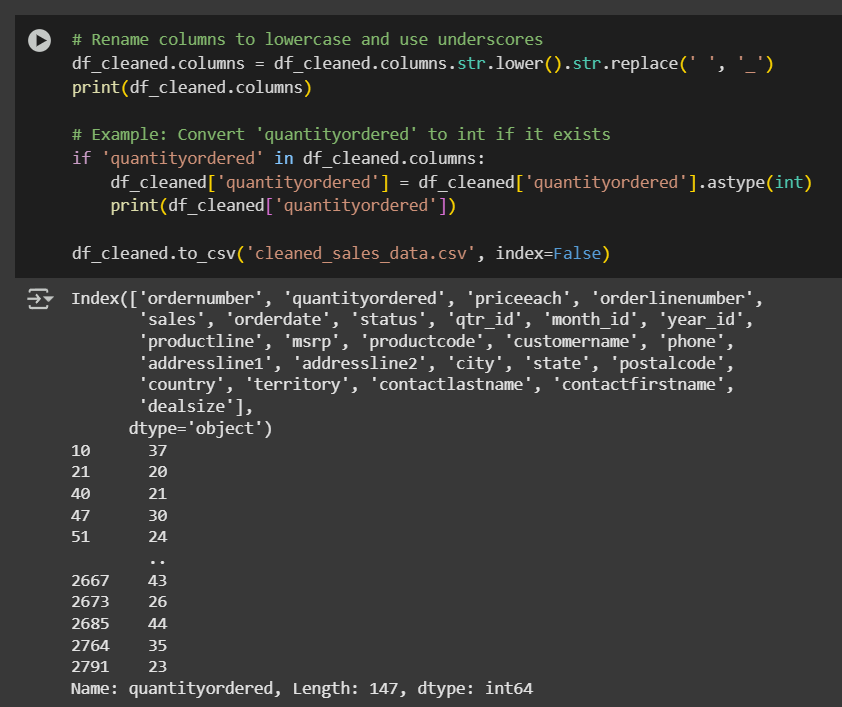 # Rename columns to lowercase and use underscores
df_cleaned.columns = df_cleaned.columns.str.lower().str.replace(' ', '_')
print(df_cleaned.columns)
# Example: Convert 'quantityordered' to int if it exists
if 'quantityordered' in df_cleaned.columns:
    df_cleaned['quantityordered'] = df_cleaned['quantityordered'].astype(int)
    print(df_cleaned['quantityordered'])
df_cleaned.to_csv('cleaned_sales_data.csv', index=False)
Index(['ordernumber', 'quantityordered', 'priceeach', 'orderlinenumber',
       'sales', 'orderdate', 'status', 'qtr_id', 'month_id', 'year_id',
       'productline', 'msrp', 'productcode', 'customername', 'phone',
       'addressline1', 'addressline2', 'city', 'state', 'postalcode',
       'country', 'territory', 'contactlastname', 'contactfirstname',
       'dealsize'],
      dtype='object')
10      37
21      20
40      21
47      30
51      24
        ..
2667    43
2673    26
2685    44
2764    35
2791    23
Name: quantityordered, Length: 147, dtype: int64